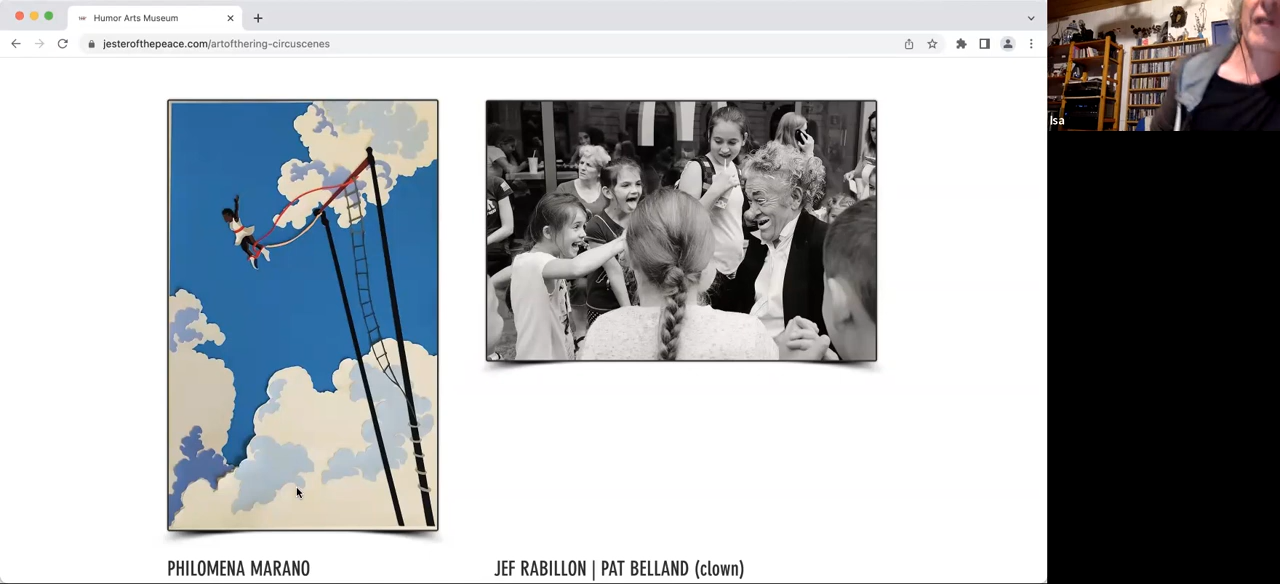 Humor Arts Museum
jesterofthepeace.com/artofthering-circuscenes
Isa
PHILOMENA MARANO
JEF RABILLON | PAT BELLAND (clown)